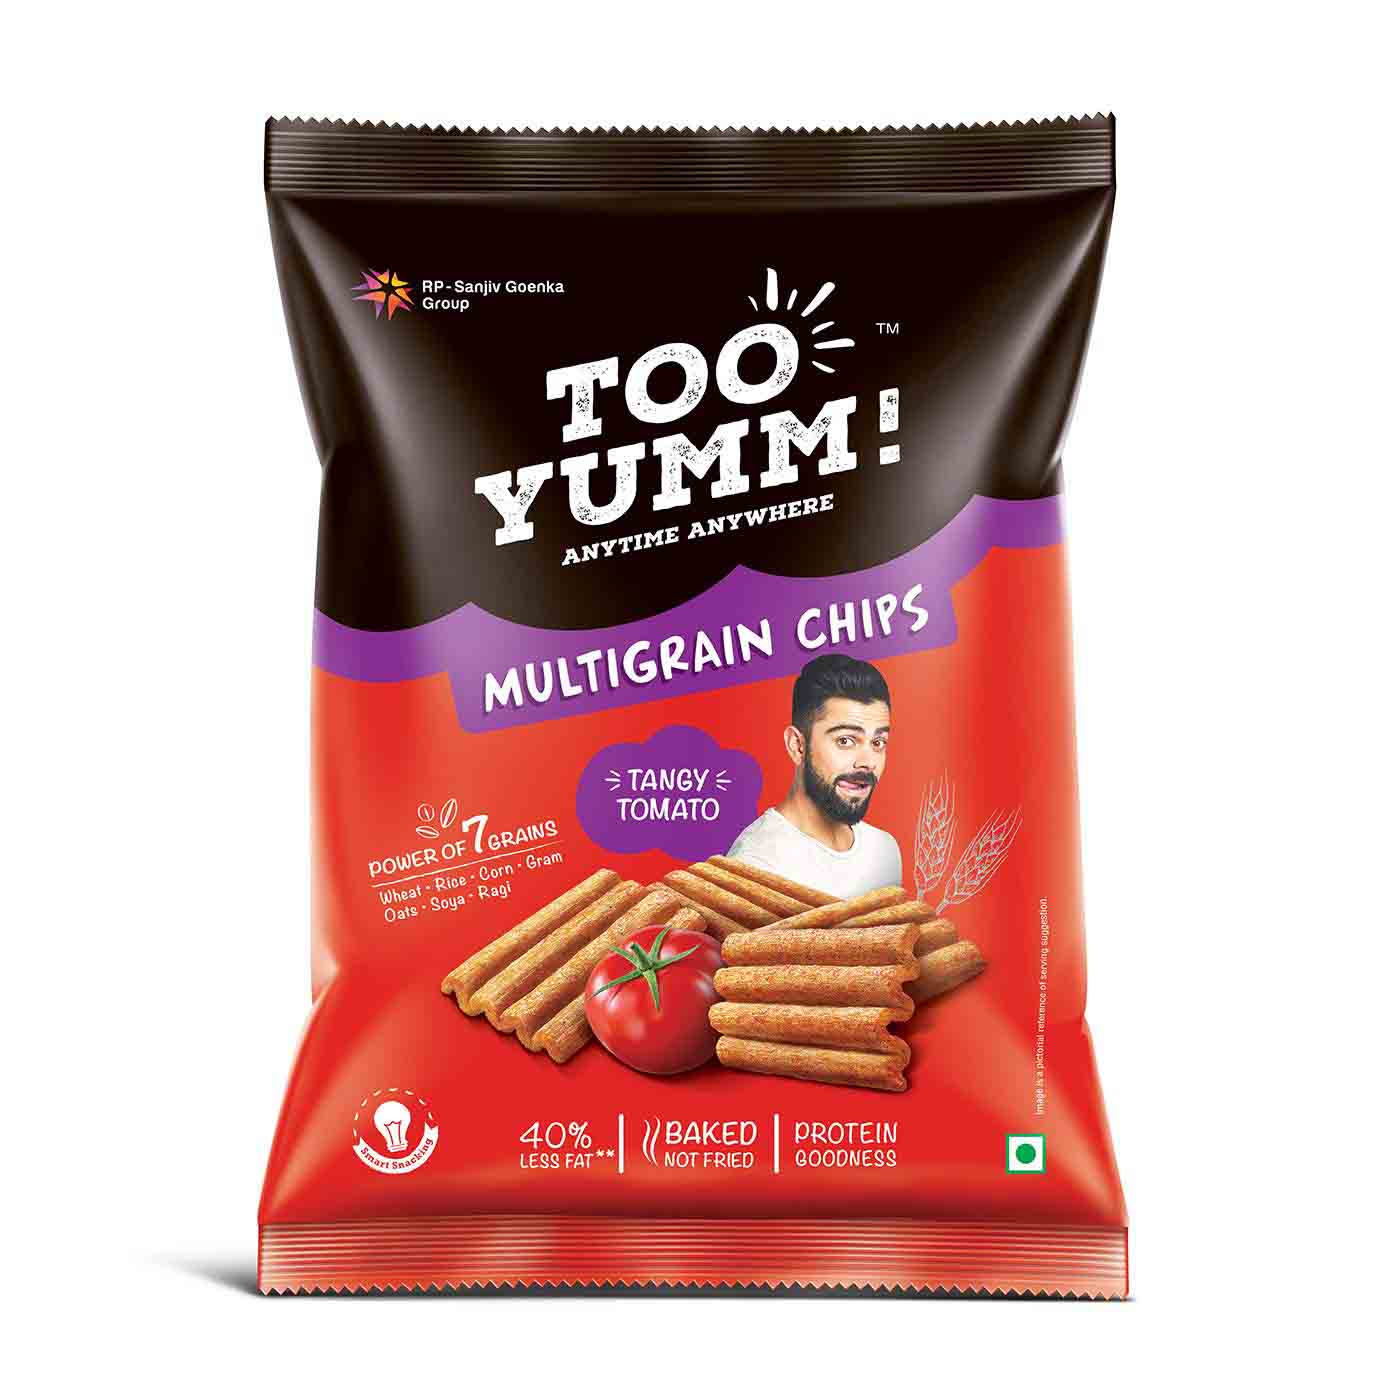 RP-Sanjiv Goenka
Group
TOO
YUMM!
TM
ANYTIME ANYWHERE
MULTIGRAIN CHIPS
TANGY
TOMATO
POWER OF 7 GRAINS
Wheat · Rice · Corn · Gram
Oats · Soya · Ragi
Image is a pictorial reference of serving suggestion.
Smart Snacking
40%
LESS FAT**
BAKED
NOT FRIED
PROTEIN
GOODNESS